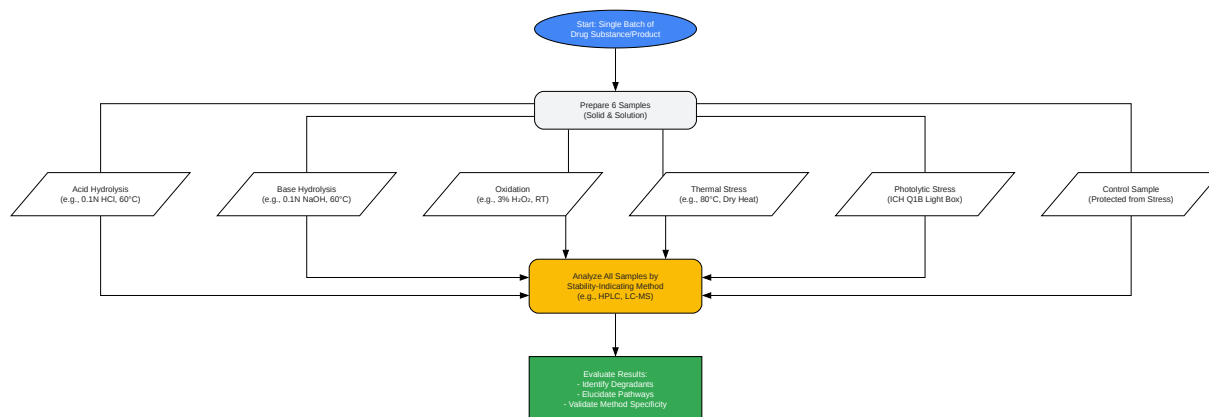 Start: Single Batch of
Drug Substance/Product
Prepare 6 Samples
(Solid & Solution)
Acid Hydrolysis
(e.g., 0.1N HCl, 60°C)
Base Hydrolysis
(e.g., 0.1N NaOH, 60°C)
Oxidation
(e.g., 3% H₂O₂, RT)
Thermal Stress
(e.g., 80°C, Dry Heat)
Photolytic Stress
(ICH Q1B Light Box)
Control Sample
(Protected from Stress)
Analyze All Samples by
Stability-Indicating Method
(e.g., HPLC, LC-MS)
Evaluate Results:
- Identify Degradants
- Elucidate Pathways
- Validate Method Specificity